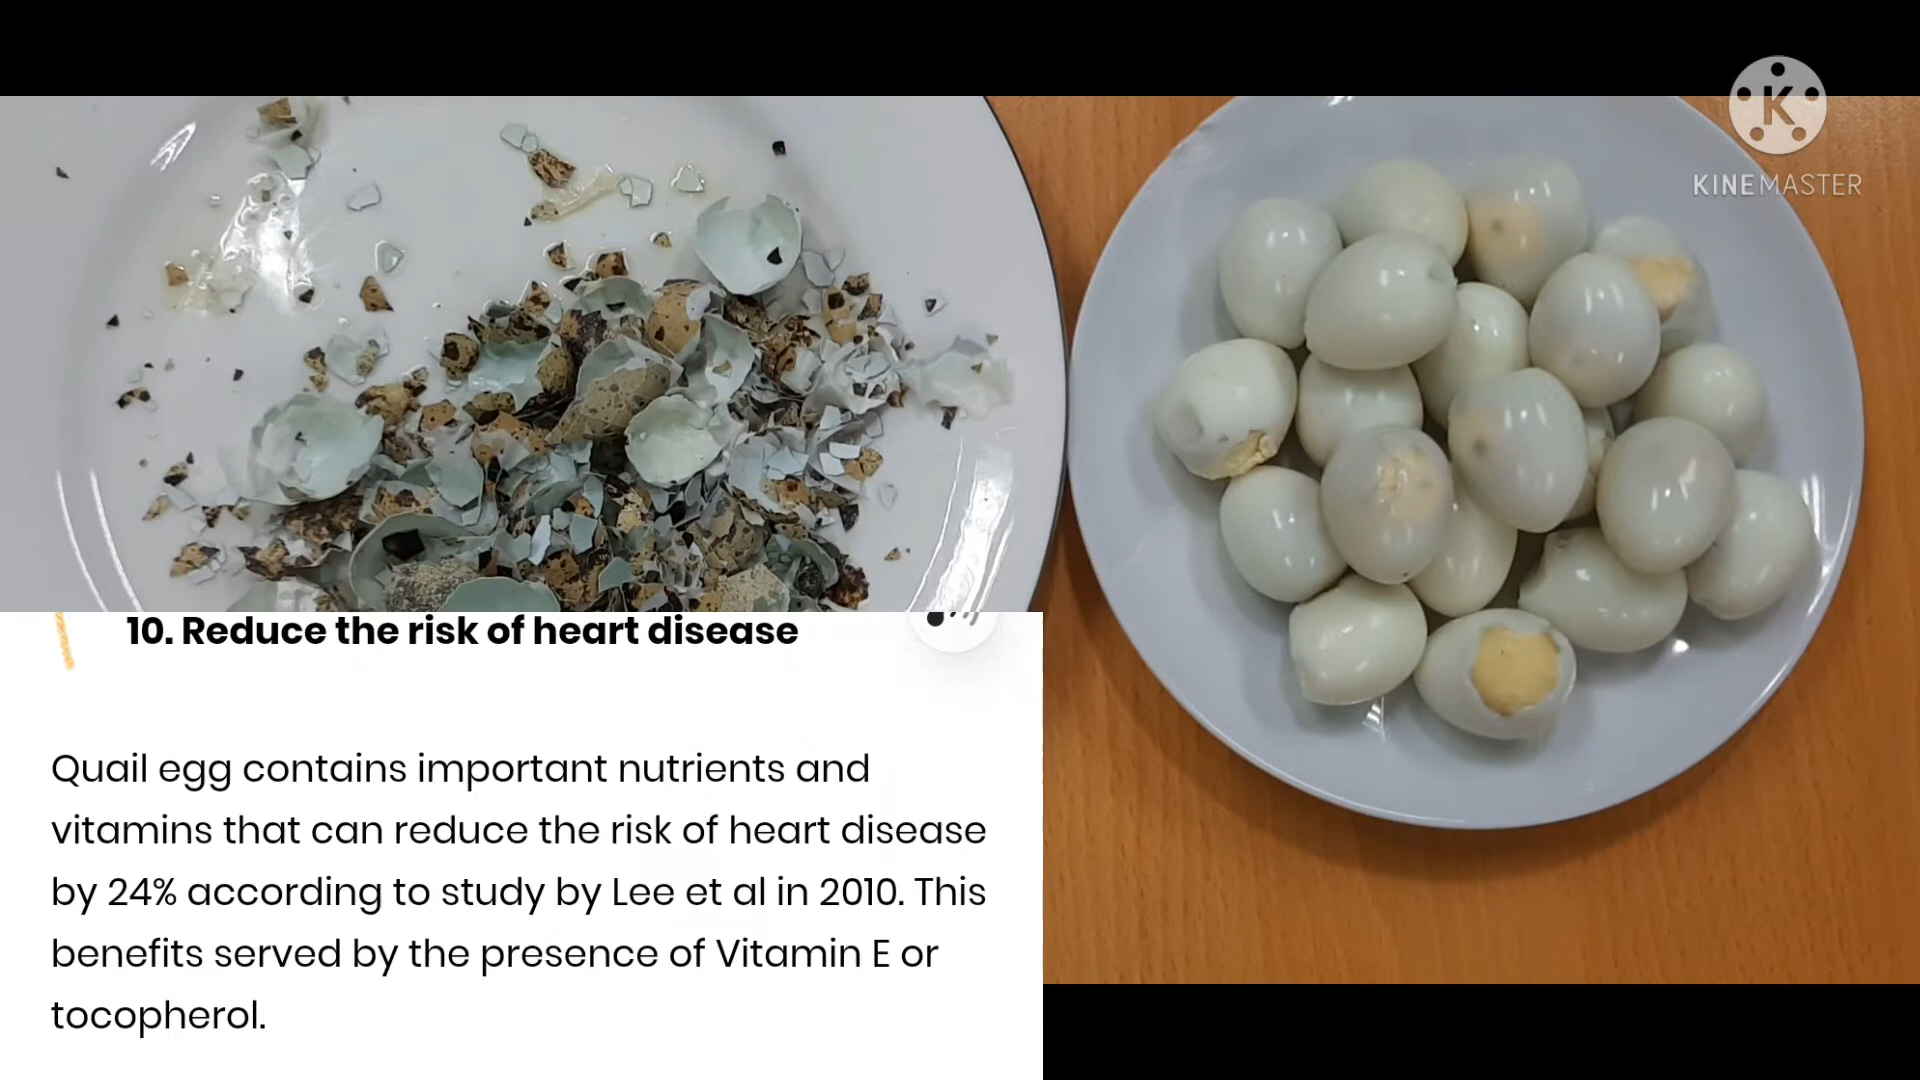 K
KINEMASTER
10. Reduce the risk of heart disease
Quail egg contains important nutrients and
vitamins that can reduce the risk of heart disease
by 24% according to study by Lee et al in 2010. This
benefits served by the presence of Vitamin E or
tocopherol.